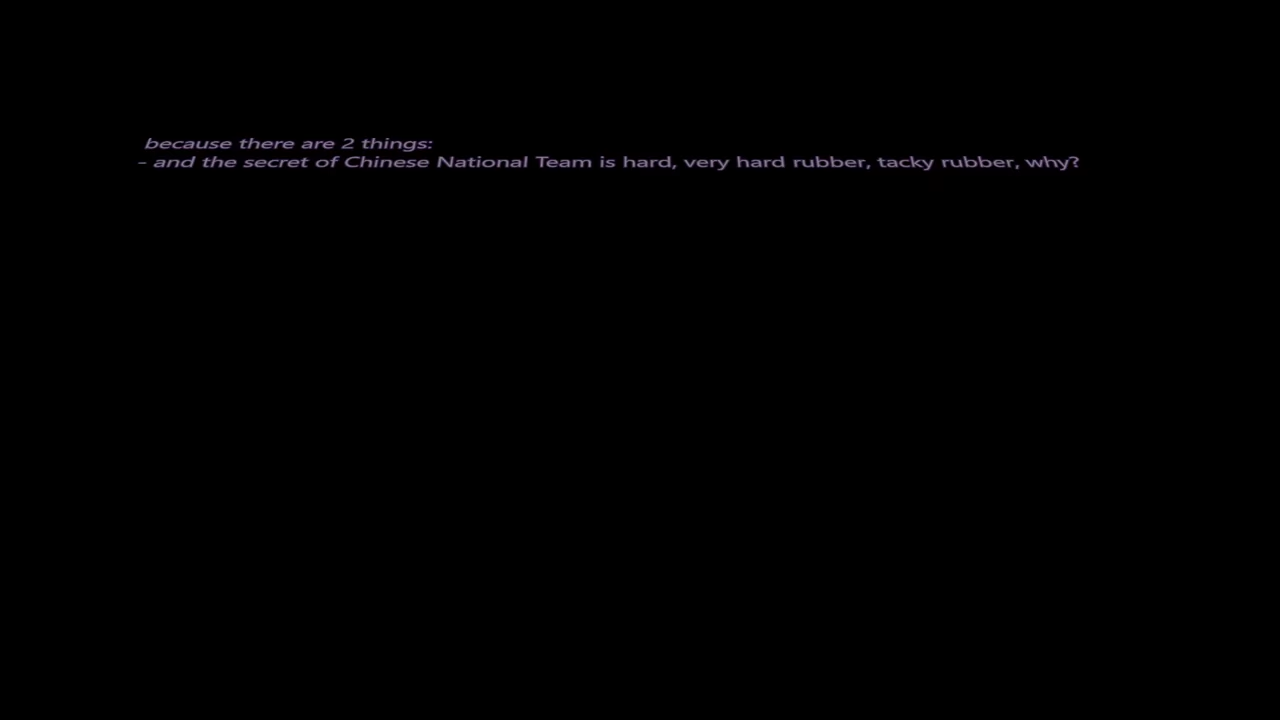 because there are 2 things:
- and the secret of Chinese National Team is hard, very hard rubber, tacky rubber, why?